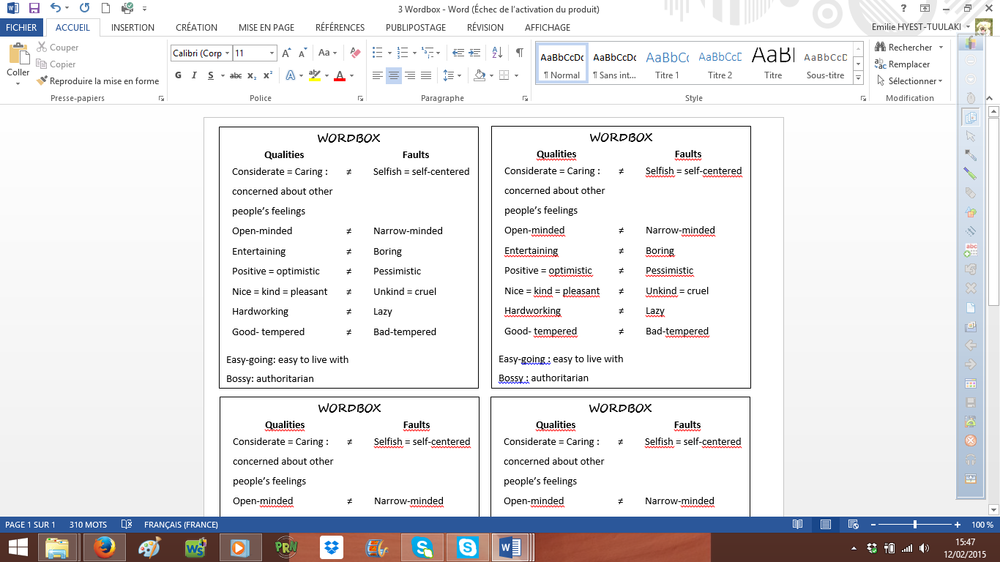 3 Wordbox - Word (Échec de l'activation du produit)
FICHIER ACCUEIL INSERTION CRÉATION MISE EN PAGE RÉFÉRENCES PUBLIPOSTAGE RÉVISION AFFICHAGE Emilie HYEST-TUULAKI
Coller
Couper
Copier
Reproduire la mise en forme
Presse-papiers
Calibri (Corp 11
G I S abc x₂ x²
Police
Paragraphe
AaBbCcDc AaBbCcDc AaBbCc AaBbCcD AaBl AaBbCcD
¶ Normal ¶ Sans int... Titre 1 Titre 2 Titre Sous-titre
Style
Rechercher
Remplacer
Sélectionner
Modification
WORDBOX
Qualities Faults
Considerate = Caring : ≠ Selfish = self-centered
concerned about other
people's feelings
Open-minded ≠ Narrow-minded
Entertaining ≠ Boring
Positive = optimistic ≠ Pessimistic
Nice = kind = pleasant ≠ Unkind = cruel
Hardworking ≠ Lazy
Good- tempered ≠ Bad-tempered
Easy-going: easy to live with
Bossy: authoritarian
WORDBOX
Qualities Faults
Considerate = Caring : ≠ Selfish = self-centered
concerned about other
people's feelings
Open-minded ≠ Narrow-minded
Entertaining ≠ Boring
Positive = optimistic ≠ Pessimistic
Nice = kind = pleasant ≠ Unkind = cruel
Hardworking ≠ Lazy
Good- tempered ≠ Bad-tempered
Easy-going : easy to live with
Bossy : authoritarian
WORDBOX
Qualities Faults
Considerate = Caring : ≠ Selfish = self-centered
concerned about other
people's feelings
Open-minded ≠ Narrow-minded
WORDBOX
Qualities Faults
Considerate = Caring : ≠ Selfish = self-centered
concerned about other
people's feelings
Open-minded ≠ Narrow-minded
PAGE 1 SUR 1 310 MOTS FRANÇAIS (FRANCE) 100 %
15:47
12/02/2015